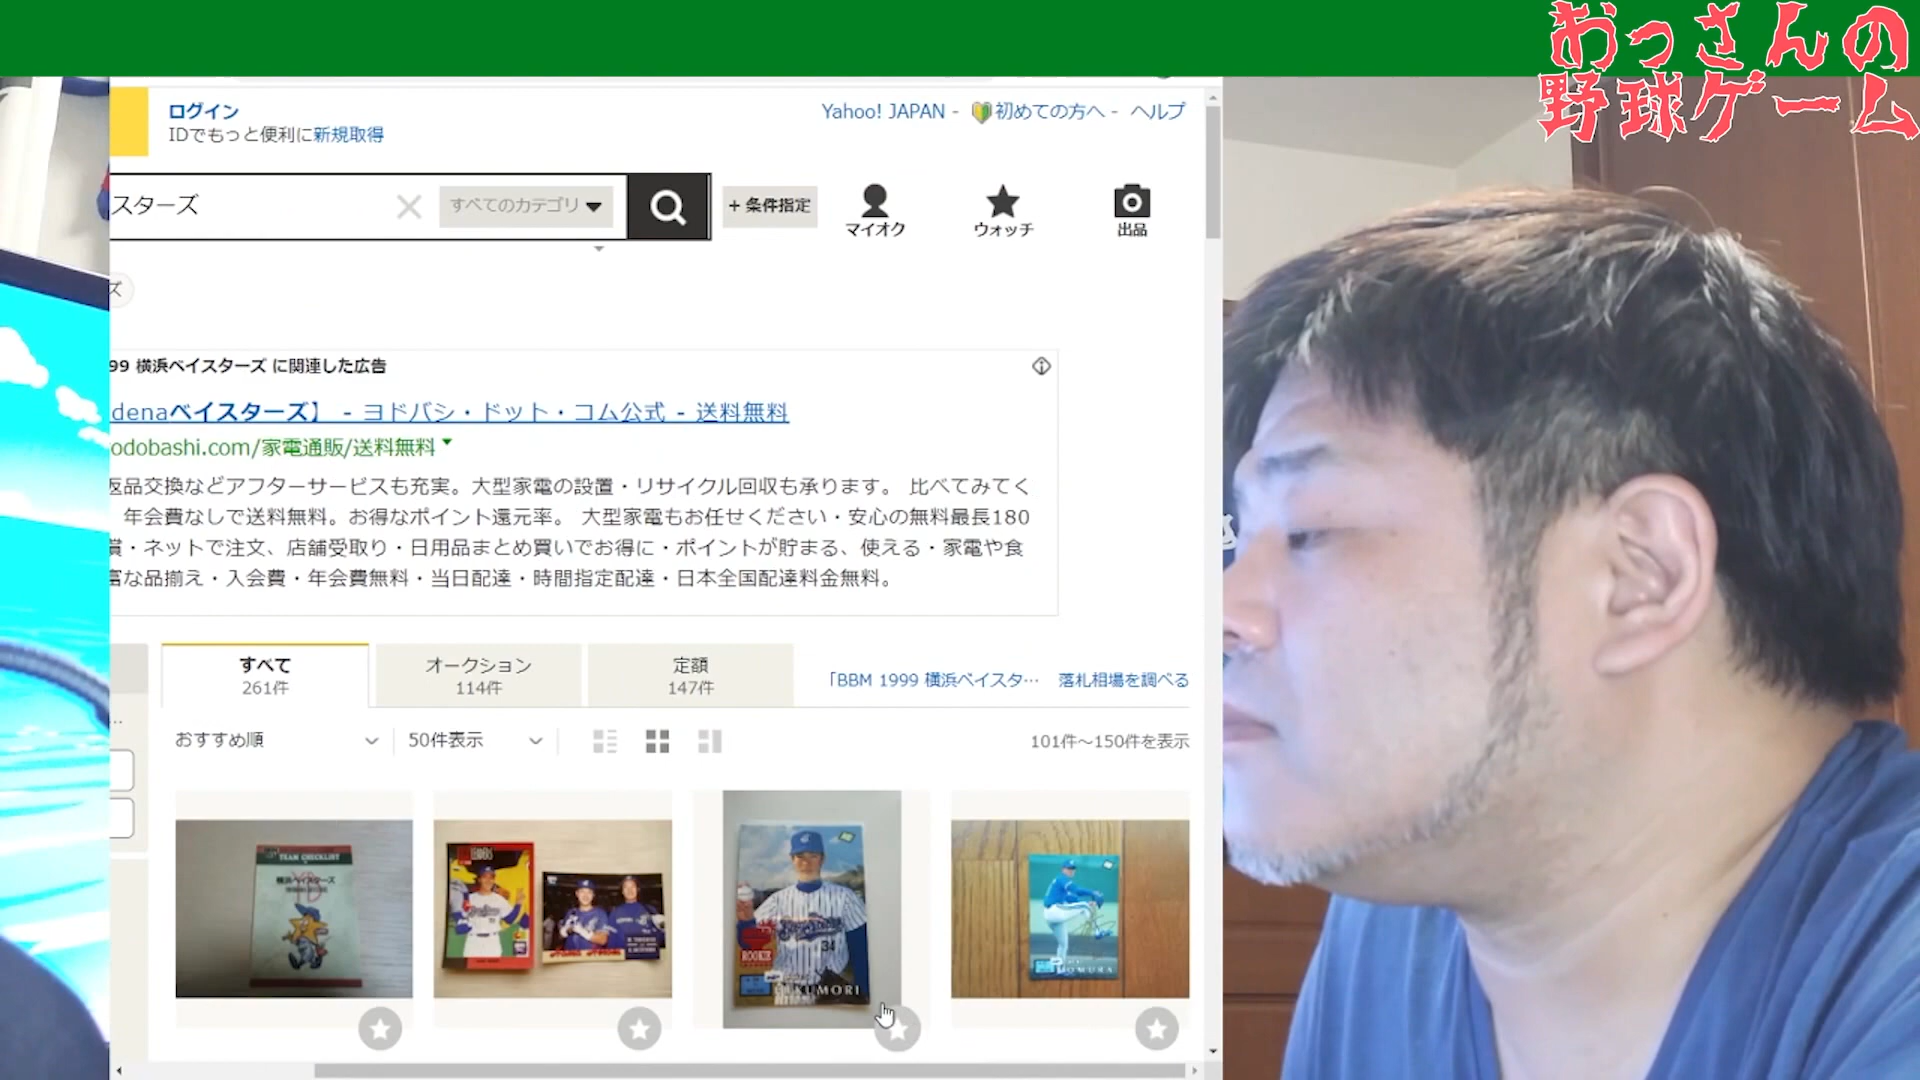 おっさんの
野球ゲーム
ログイン
IDでもっと便利に新規取得
Yahoo! JAPAN - 初めての方へ - ヘルプ
スターズ
すべてのカテゴリ
+ 条件指定
マイオク
ウォッチ
出品
ズ
99 横浜ベイスターズ に関連した広告
denaベイスターズ】 - ヨドバシ・ドット・コム公式 - 送料無料
odobashi.com/家電通販/送料無料
返品交換などアフターサービスも充実。大型家電の設置・リサイクル回収も承ります。 比べてみてく
年会費なしで送料無料。お得なポイント還元率。 大型家電もお任せください・安心の無料最長180
償・ネットで注文、店舗受取り・日用品まとめ買いでお得に・ポイントが貯まる、使える・家電や食
富な品揃え・入会費・年会費無料・当日配達・時間指定配達・日本全国配達料金無料。
すべて
261件
オークション
114件
定額
147件
「BBM 1999 横浜ベイスタ… 落札相場を調べる
…
おすすめ順
50件表示
101件～150件を表示
TEAM CHECKLIST
横浜ベイスターズ
LEADERS
34
ROOKIE